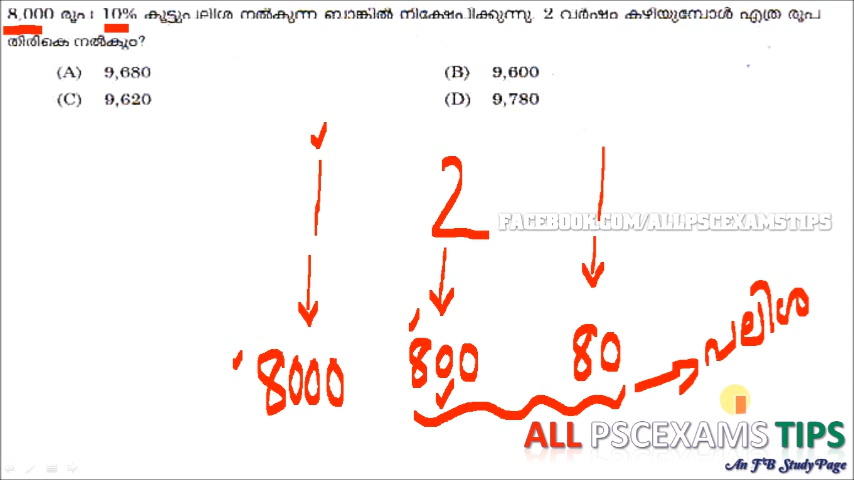 8,000 രൂപ 10% കൂട്ടുപലിശ നൽകുന്ന ബാങ്കിൽ നിക്ഷേപിക്കുന്നു. 2 വർഷം കഴിയുമ്പോൾ എത്ര രൂപ
തിരികെ നൽകും?
(A) 9,680 (B) 9,600
(C) 9,620 (D) 9,780
1 2 1
FACEBOOK.COM/ALLPSCEXAMSTIPS
8000 800 80 പലിശ
ALL PSCEXAMS TIPS
An FB StudyPage